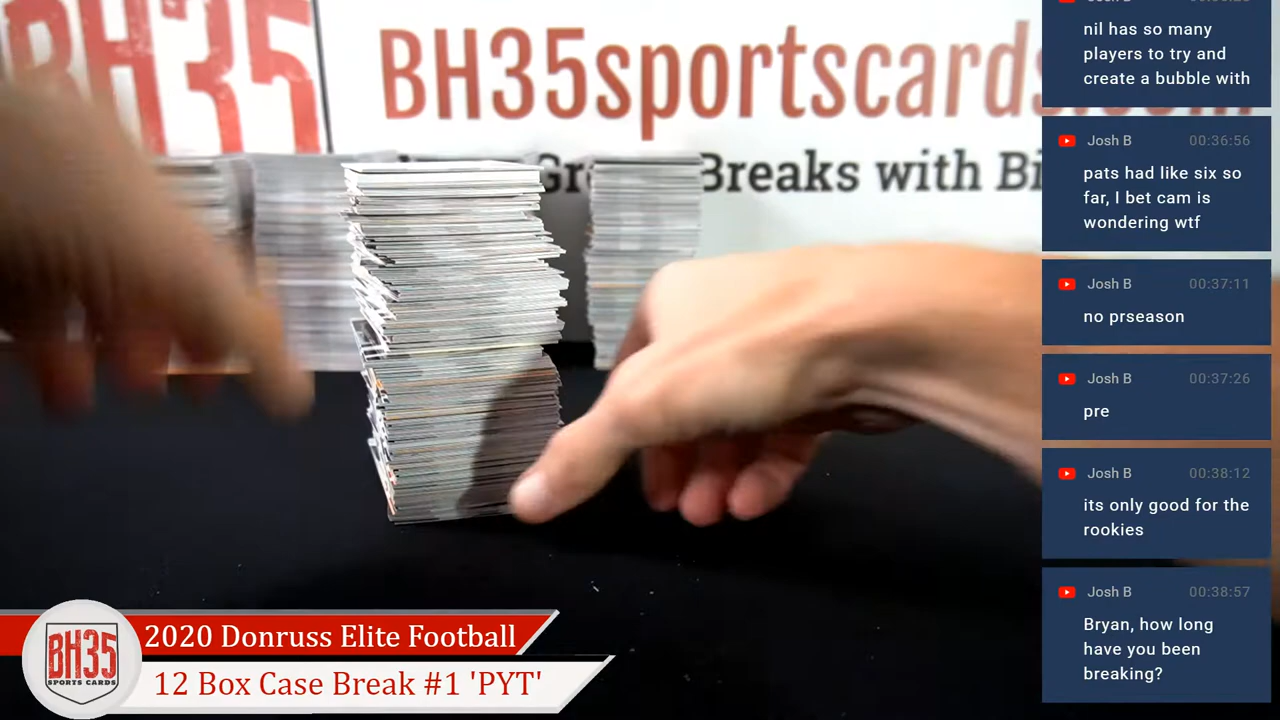 BH35
BH35sportscards.com
Breaks with
nil has so many
players to try and
create a bubble with
Josh B 00:36:56
pats had like six so
far, I bet cam is
wondering wtf
Josh B 00:37:11
no prseason
Josh B 00:37:26
pre
Josh B 00:38:12
its only good for the
rookies
Josh B 00:38:57
Bryan, how long
have you been
breaking?
BH35
SPORTS CARDS
2020 Donruss Elite Football
12 Box Case Break #1 'PYT'